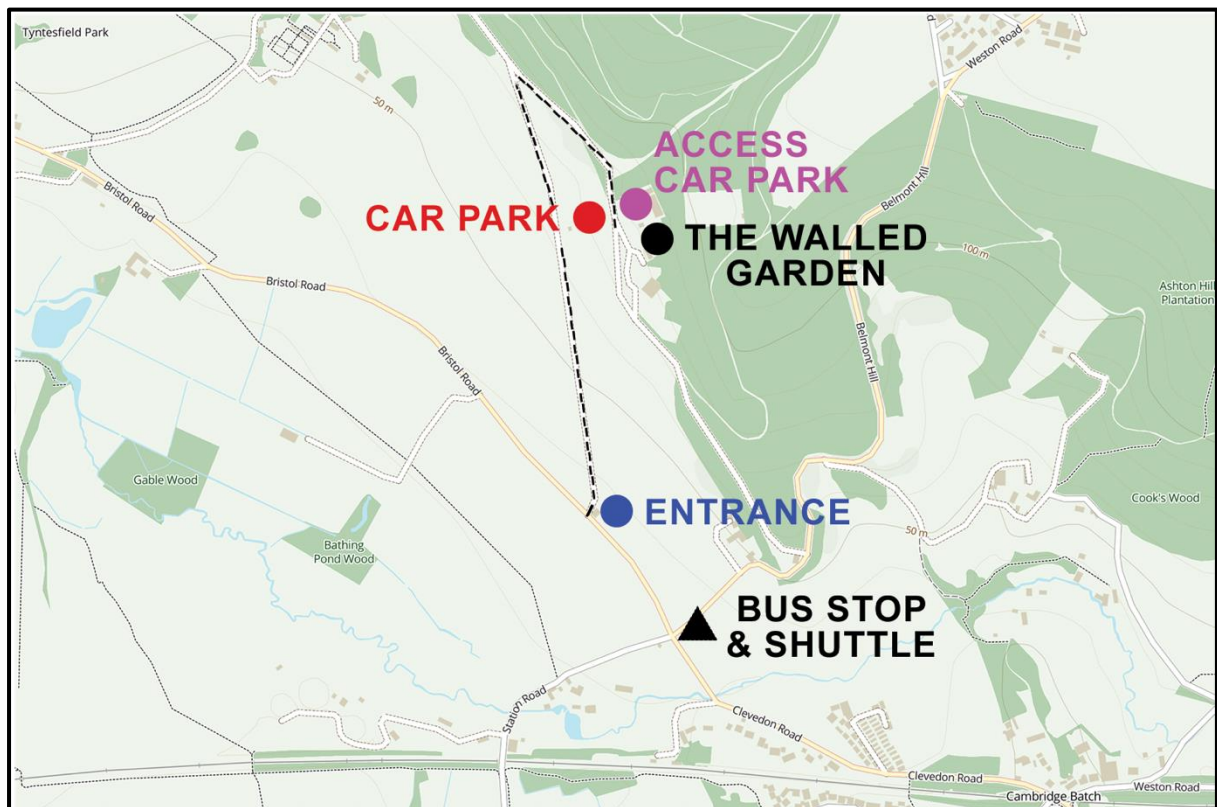 Tyntesfield Park
Weston Road
50 m
ACCESS
CAR PARK
Bristol Road
CAR PARK
Belmont Hill
THE WALLED
GARDEN
100 m
Bristol Road
Ashton Hill
Plantation
Bristol Road
Belmont Hill
Gable Wood
Cook's Wood
ENTRANCE
50 m
Bathing
Pond Wood
BUS STOP
& SHUTTLE
Station Road
Clevedon Road
Clevedon Road
Weston Road
Cambridge Batch